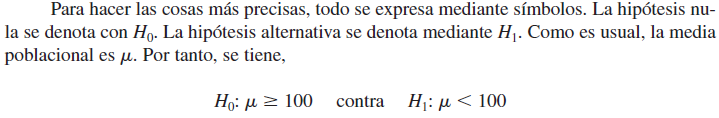 Para hacer las cosas más precisas, todo se expresa mediante símbolos. La hipótesis nu-
la se denota con H₀. La hipótesis alternativa se denota mediante H₁. Como es usual, la media
poblacional es μ. Por tanto, se tiene,
H₀: μ ≥ 100 contra H₁: μ < 100